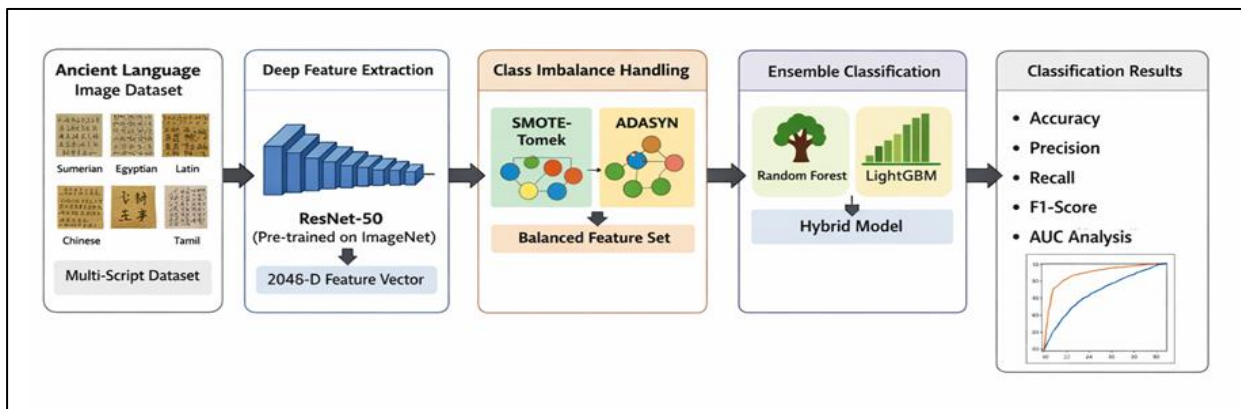 Ancient Language
Image Dataset
Sumerian Egyptian Latin
Chinese Tamil
Multi-Script Dataset
Deep Feature Extraction
ResNet-50
(Pre-trained on ImageNet)
2048-D Feature Vector
Class Imbalance Handling
SMOTE-
Tomek
ADASYN
Balanced Feature Set
Ensemble Classification
Random Forest
LightGBM
Hybrid Model
Classification Results
• Accuracy
• Precision
• Recall
• F1-Score
• AUC Analysis